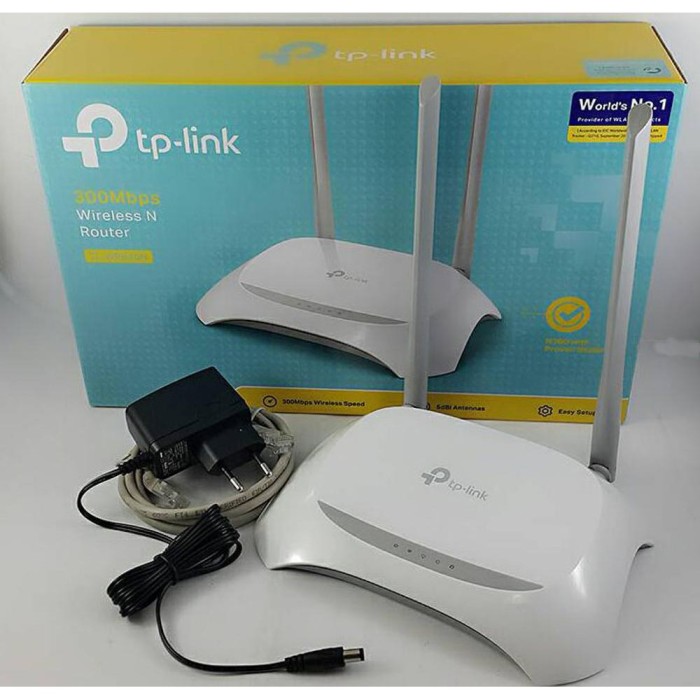 tp-link
tp-link
300Mbps
Wireless N
Router
World's No.1
Provider of WLAN Products
tp-link
300Mbps Wireless Speed
5dBi Antennas
Easy Setup
tp-link